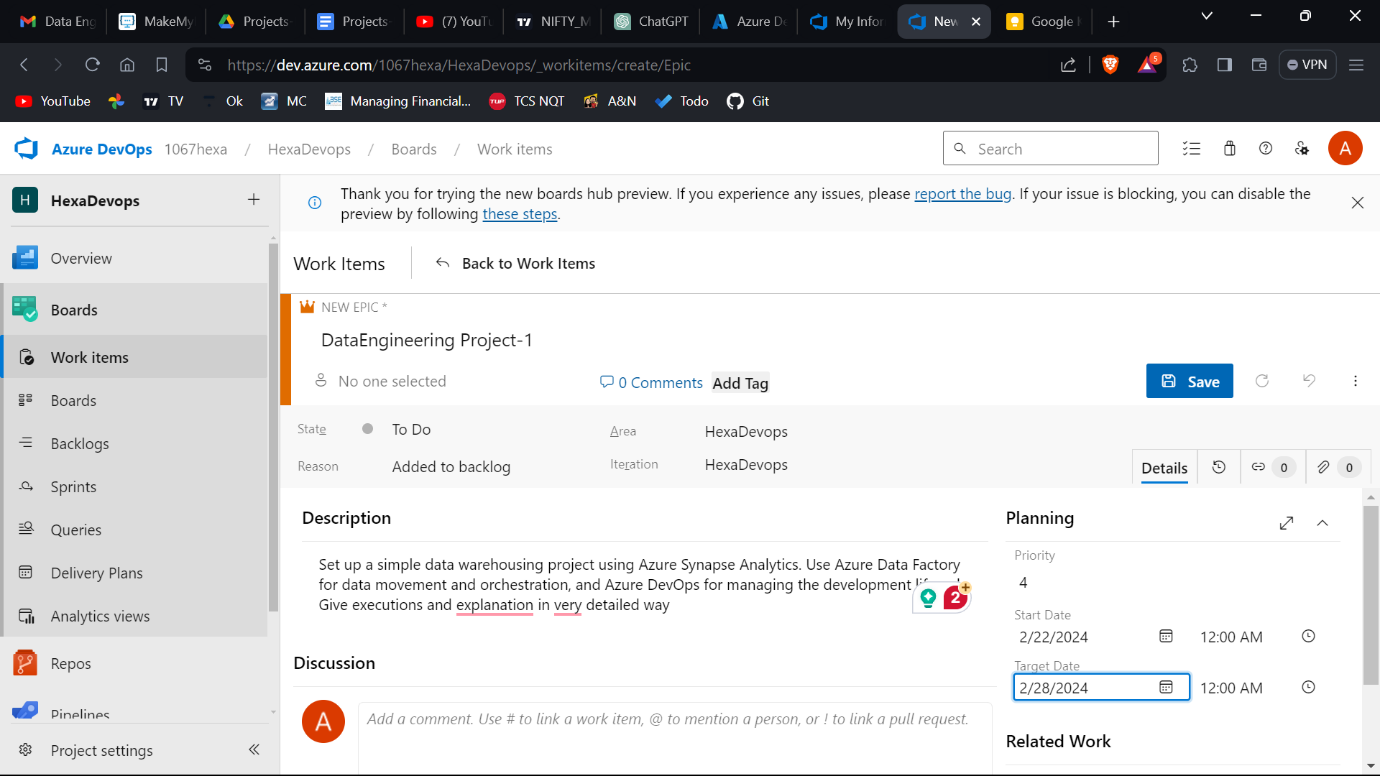 Data Eng
MakeMy
Projects-
Projects-
(7) YouTu
NIFTY_M
ChatGPT
Azure De
My Infor
New
Google K
https://dev.azure.com/1067hexa/HexaDevops/_workitems/create/Epic
5
VPN
YouTube
TV
Ok
MC
Managing Financial...
TCS NQT
A&N
Todo
Git
Azure DevOps 1067hexa / HexaDevops / Boards / Work items
Search
A
H HexaDevops
Overview
Boards
Work items
Boards
Backlogs
Sprints
Queries
Delivery Plans
Analytics views
Repos
Pipelines
Project settings
Thank you for trying the new boards hub preview. If you experience any issues, please report the bug. If your issue is blocking, you can disable the
preview by following these steps.
Work Items
Back to Work Items
NEW EPIC *
DataEngineering Project-1
No one selected
0 Comments
Add Tag
Save
State
To Do
Area
HexaDevops
Reason
Added to backlog
Iteration
HexaDevops
Details
0
0
Description
Set up a simple data warehousing project using Azure Synapse Analytics. Use Azure Data Factory
for data movement and orchestration, and Azure DevOps for managing the development
Give executions and explanation in very detailed way
2
Discussion
A
Add a comment. Use # to link a work item, @ to mention a person, or ! to link a pull request.
Planning
Priority
4
Start Date
2/22/2024
12:00 AM
Target Date
2/28/2024
12:00 AM
Related Work